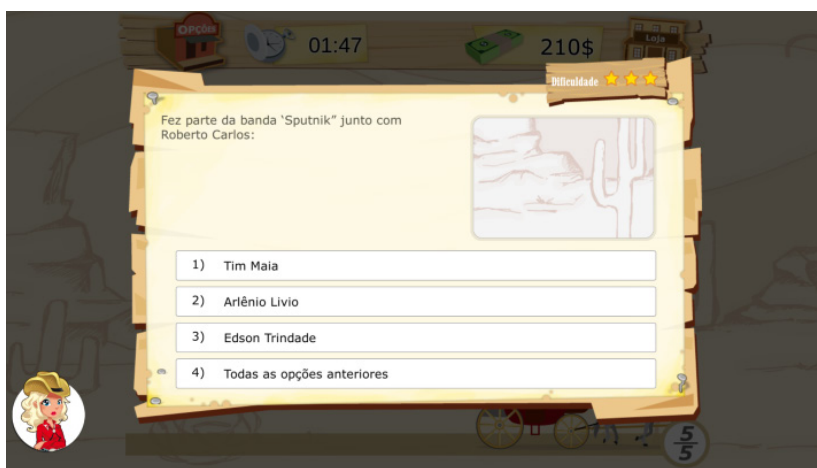 OPÇÕES
01:47
210$
Loja
Dificuldade
Fez parte da banda ‘Sputnik” junto com
Roberto Carlos:
1) Tim Maia
2) Arlênio Livio
3) Edson Trindade
4) Todas as opções anteriores
5
5